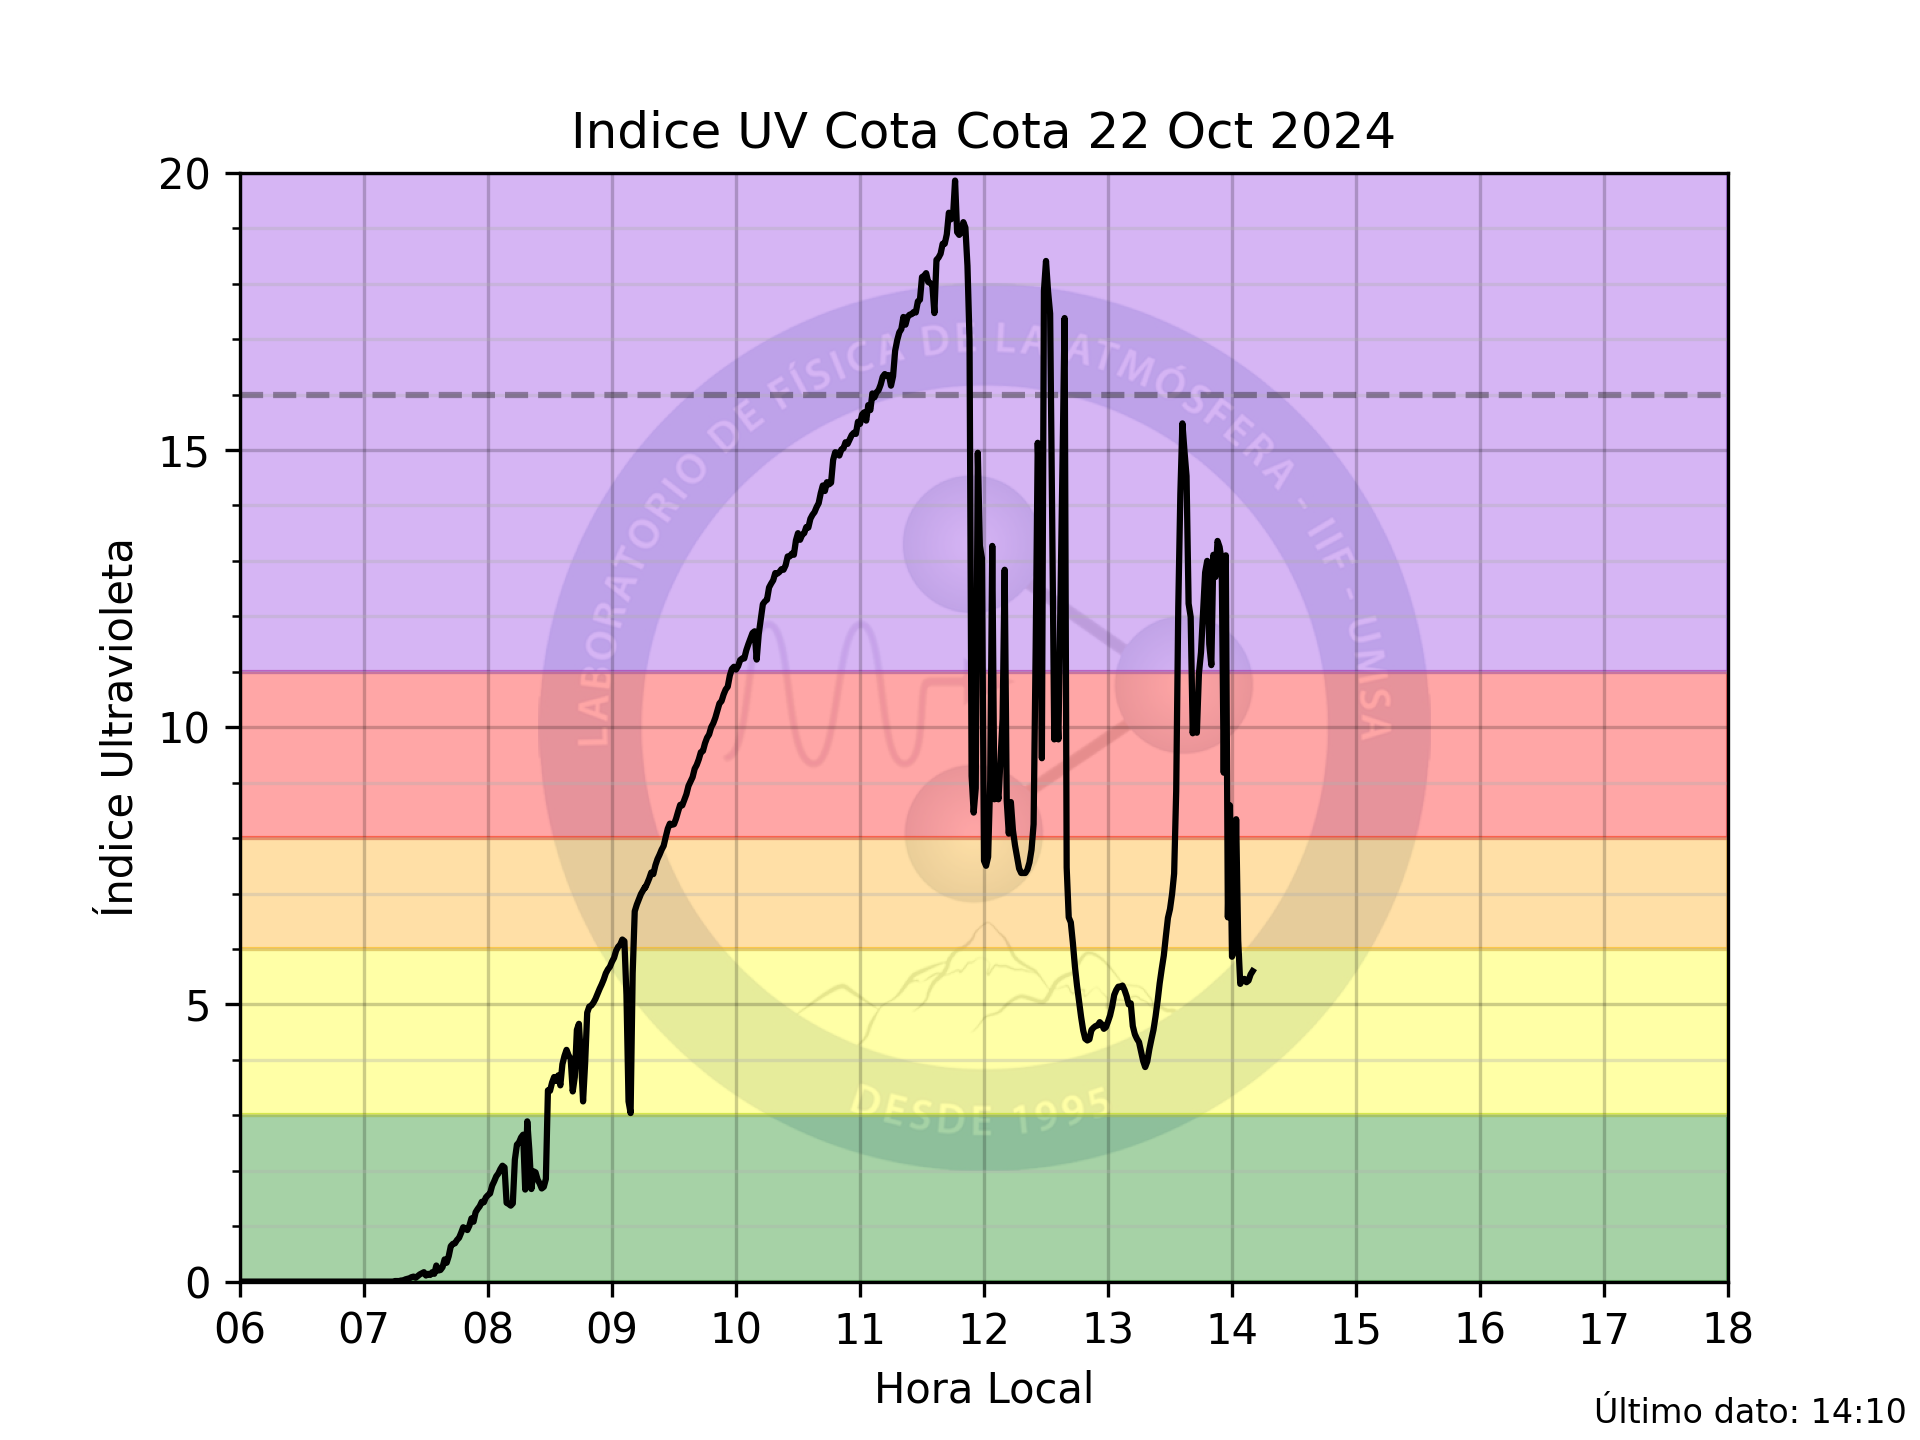 Indice UV Cota Cota 22 Oct 2024
20
15
10
5
0
Índice Ultravioleta
LABORATORIO DE FÍSICA DE LA ATMÓSFERA - IIF - UMSA
DESDE 1995
06 07 08 09 10 11 12 13 14 15 16 17 18
Hora Local
Último dato: 14:10